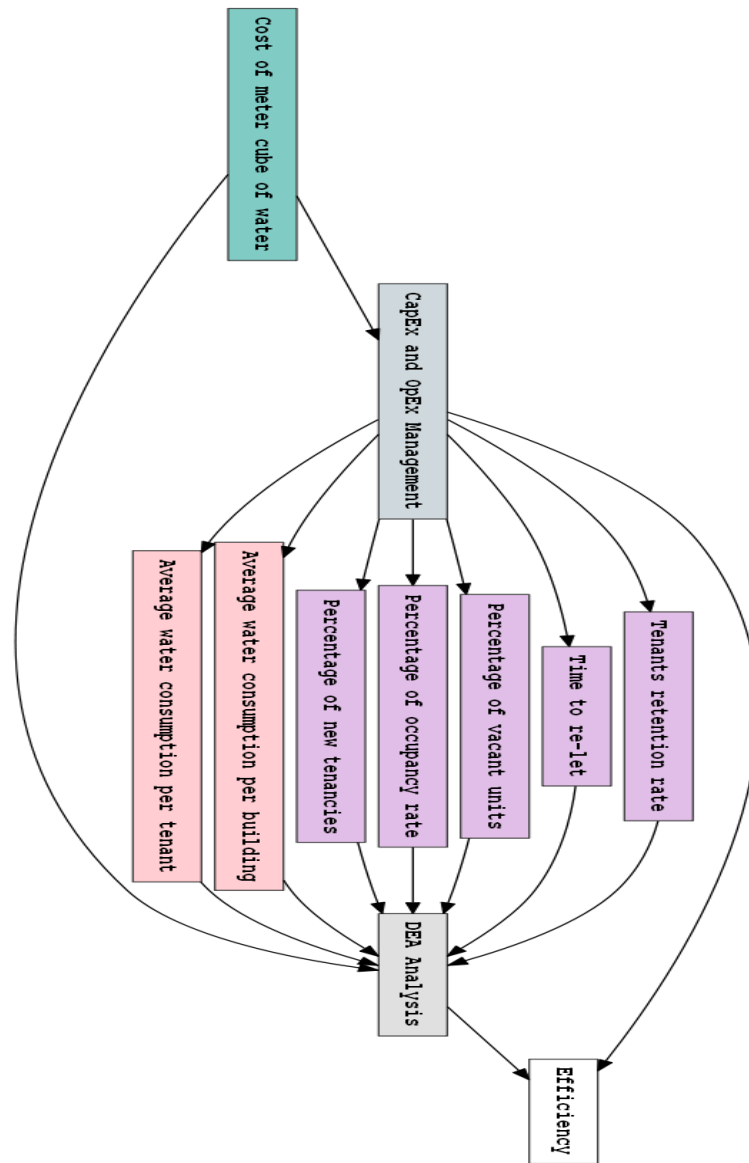 Cost of meter cube of water
CapEx and OpEx Management
Tenants retention rate
Time to re-let
Percentage of vacant units
Percentage of occupancy rate
Percentage of new tenancies
Average water consumption per building
Average water consumption per tenant
DEA Analysis
Efficiency